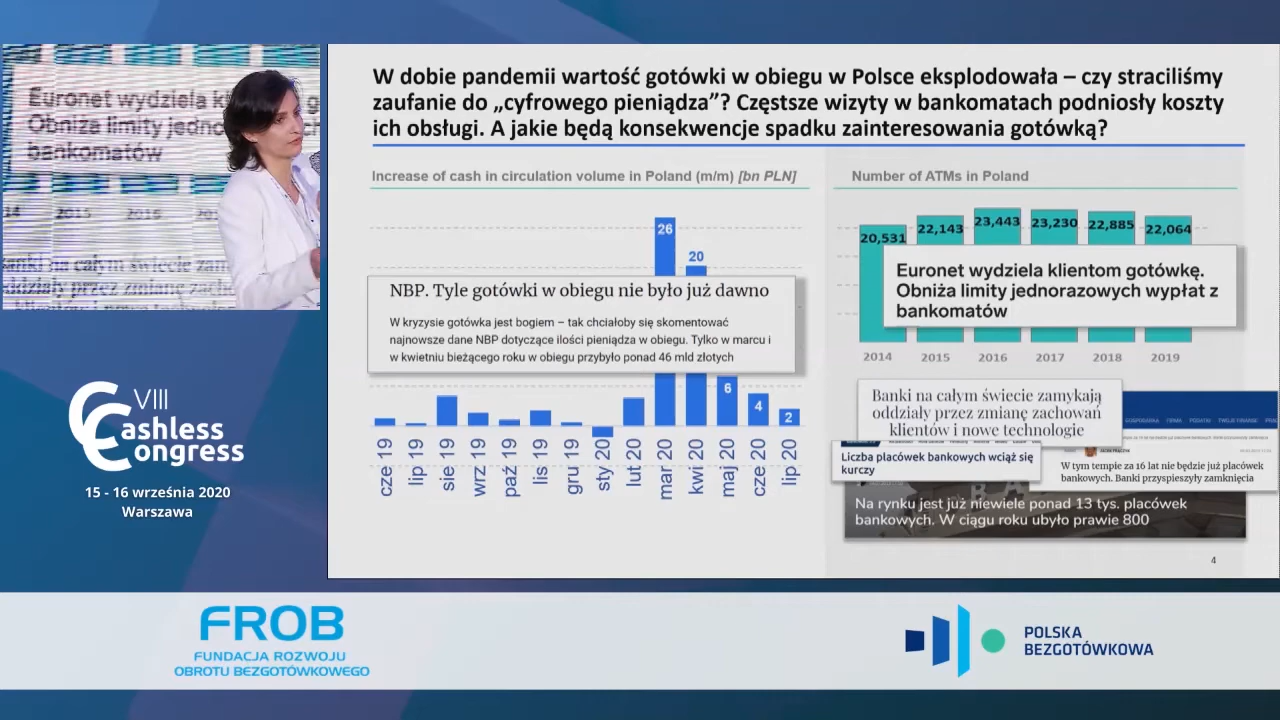 W dobie pandemii wartość gotówki w obiegu w Polsce eksplodowała – czy straciliśmy
zaufanie do „cyfrowego pieniądza”? Częstsze wizyty w bankomatach podniosły koszty
ich obsługi. A jakie będą konsekwencje spadku zainteresowania gotówką?
Euronet wydziela
Obniża limity
bankomatów
2015
2016
Increase of cash in circulation volume in Poland (m/m) [bn PLN]
26
20
NBP. Tyle gotówki w obiegu nie było już dawno
W kryzysie gotówka jest bogiem – tak chciałoby się skomentować
najnowsze dane NBP dotyczące ilości pieniądza w obiegu. Tylko w marcu i
w kwietniu bieżącego roku w obiegu przybyło ponad 46 mld złotych
6
4
2
cze 19
lip 19
sie 19
wrz 19
paź 19
lis 19
gru 19
sty 20
lut 20
mar 20
kwi 20
maj 20
cze 20
lip 20
Number of ATMs in Poland
20,531
22,143
23,443
23,230
22,885
22,064
Euronet wydziela klientom gotówkę.
Obniża limity jednorazowych wypłat z
bankomatów
2014
2015
2016
2017
2018
2019
Banki na całym świecie zamykają
oddziały przez zmianę zachowań
klientów i nowe technologie
Liczba placówek bankowych wciąż się
kurczy
W tym tempie za 16 lat nie będzie już placówek
bankowych. Banki przyspieszyły zamknięcia
Na rynku jest już niewiele ponad 13 tys. placówek
bankowych. W ciągu roku ubyło prawie 800
4
VIII
Cashless
Congress
15 - 16 września 2020
Warszawa
FROB
FUNDACJA ROZWOJU
OBROTU BEZGOTÓWKOWEGO
POLSKA
BEZGOTÓWKOWA